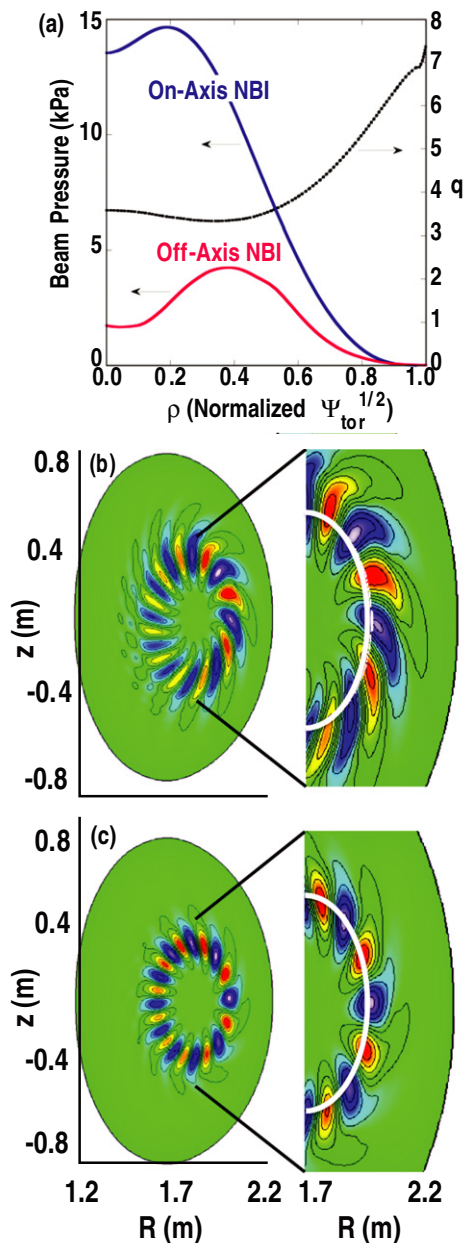 (a)
15
10
5
0
Beam Pressure (kPa)
On-Axis NBI
Off-Axis NBI
8
7
6
5
4
3
2
1
0
q
0.0 0.2 0.4 0.6 0.8 1.0
ρ (Normalized Ψtor^1/2)
(b)
0.8
0.4
-0.4
-0.8
z (m)
(c)
0.8
0.4
-0.4
-0.8
z (m)
1.2 1.7 2.2 1.7 2.2
R (m) R (m)